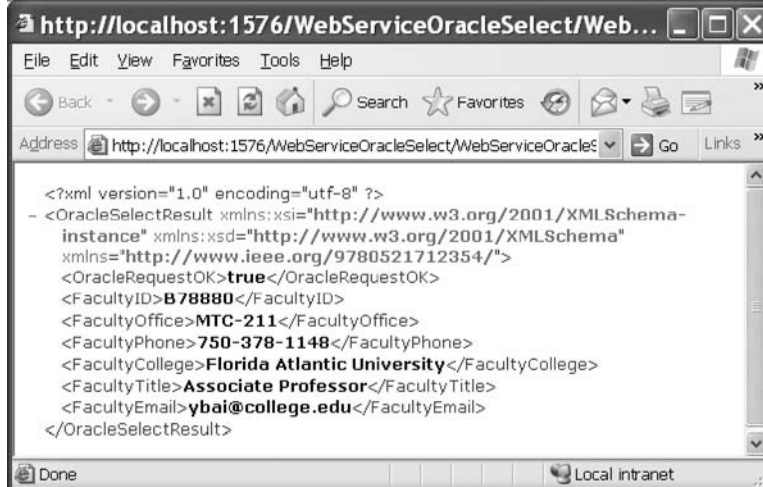 http://localhost:1576/WebServiceOracleSelect/Web...
File Edit View Favorites Tools Help
Back Search Favorites »
Address http://localhost:1576/WebServiceOracleSelect/WebServiceOracleS Go Links »
<?xml version="1.0" encoding="utf-8" ?>
- <OracleSelectResult xmlns:xsi="http://www.w3.org/2001/XMLSchema-
instance" xmlns:xsd="http://www.w3.org/2001/XMLSchema"
xmlns="http://www.ieee.org/9780521712354/">
<OracleRequestOK>true</OracleRequestOK>
<FacultyID>B78880</FacultyID>
<FacultyOffice>MTC-211</FacultyOffice>
<FacultyPhone>750-378-1148</FacultyPhone>
<FacultyCollege>Florida Atlantic University</FacultyCollege>
<FacultyTitle>Associate Professor</FacultyTitle>
<FacultyEmail>ybai@college.edu</FacultyEmail>
</OracleSelectResult>
Done Local intranet